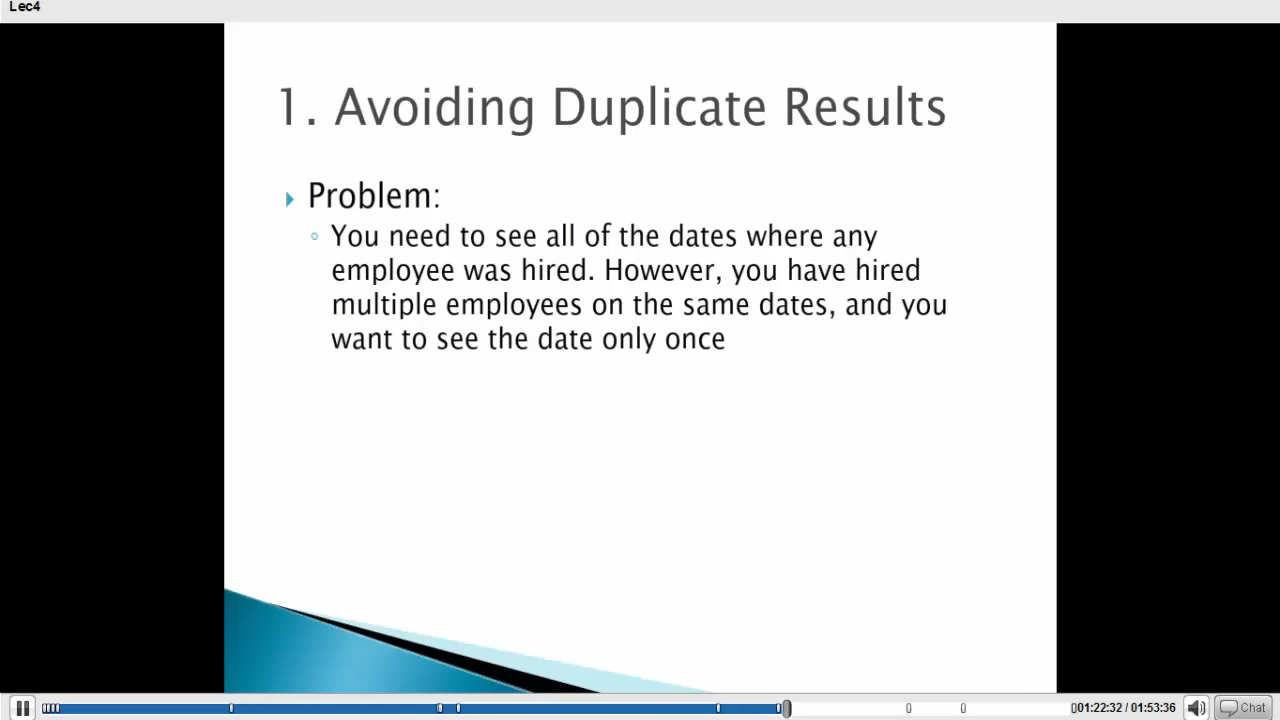 Lec4
1. Avoiding Duplicate Results
Problem:
You need to see all of the dates where any
employee was hired. However, you have hired
multiple employees on the same dates, and you
want to see the date only once
01:22:32 / 01:53:36
Chat